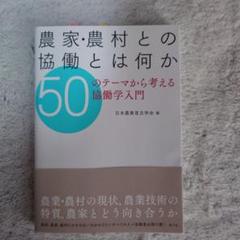 農家・農村との
協働とは何か
50のテーマから考える
協働学入門
日本農業普及学会 編
農業・農村の現状、農業技術の
特質、農家とどう向き合うか